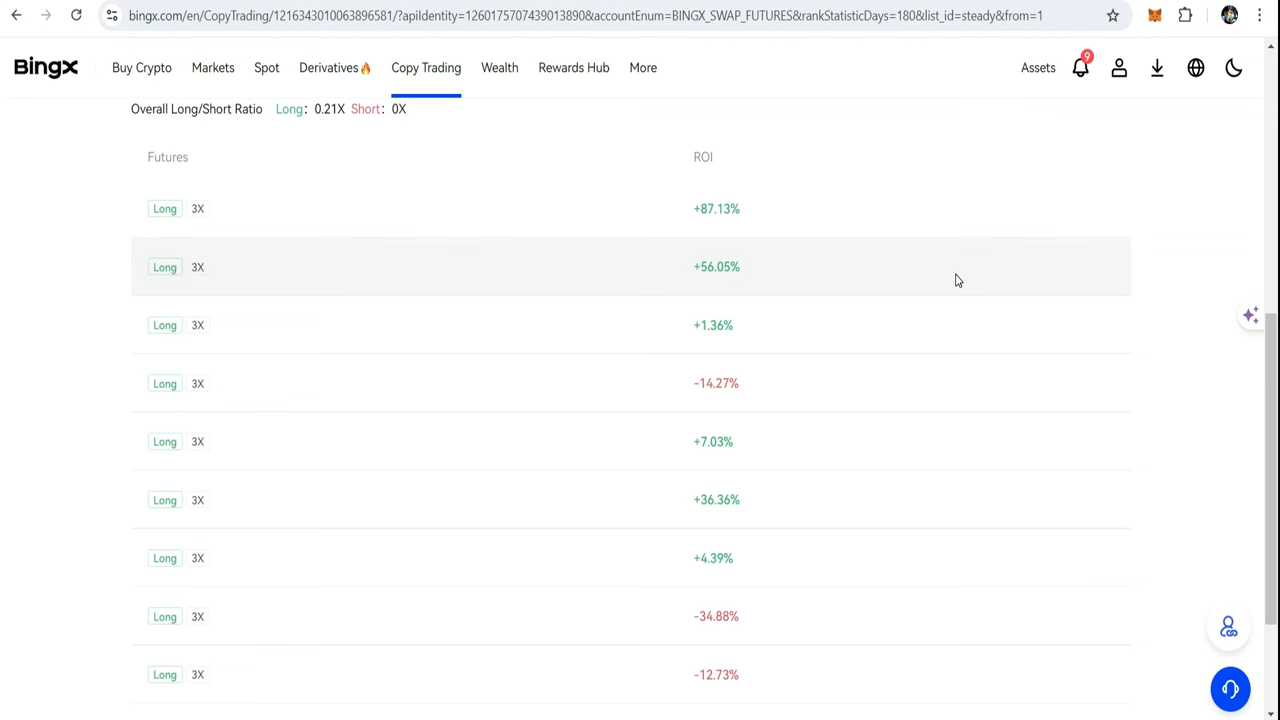 bingx.com/en/CopyTrading/1216343010063896581/?apiIdentity=1260175707439013890&accountEnum=BINGX_SWAP_FUTURES&rankStatisticDays=180&list_id=steady&from=1
BingX Buy Crypto Markets Spot Derivatives Copy Trading Wealth Rewards Hub More Assets 9
Overall Long/Short Ratio Long: 0.21X Short: 0X
Futures ROI
Long 3X +87.13%
Long 3X +56.05%
Long 3X +1.36%
Long 3X -14.27%
Long 3X +7.03%
Long 3X +36.36%
Long 3X +4.39%
Long 3X -34.88%
Long 3X -12.73%